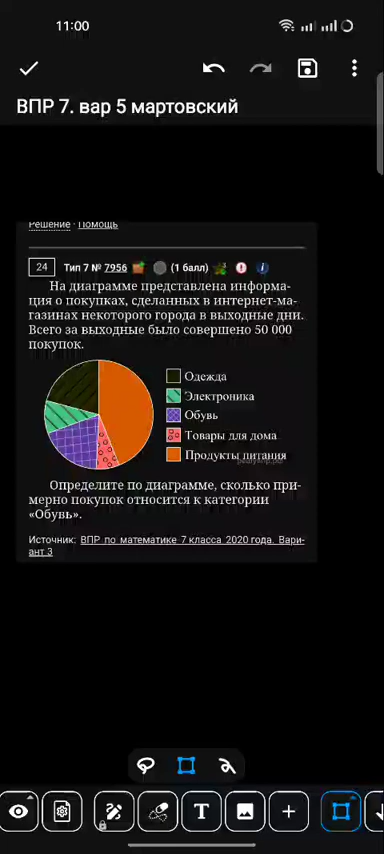 11:00
ВПР 7. вар 5 мартовский
Решение · Помощь
24 Тип 7 № 7956 (1 балл)
На диаграмме представлена информа-
ция о покупках, сделанных в интернет-ма-
газинах некоторого города в выходные дни.
Всего за выходные было совершено 50 000
покупок.
Одежда
Электроника
Обувь
Товары для дома
Продукты питания
Определите по диаграмме, сколько при-
мерно покупок относится к категории
«Обувь».
Источник: ВПР по математике 7 класса 2020 года. Вари-
ант 3
T